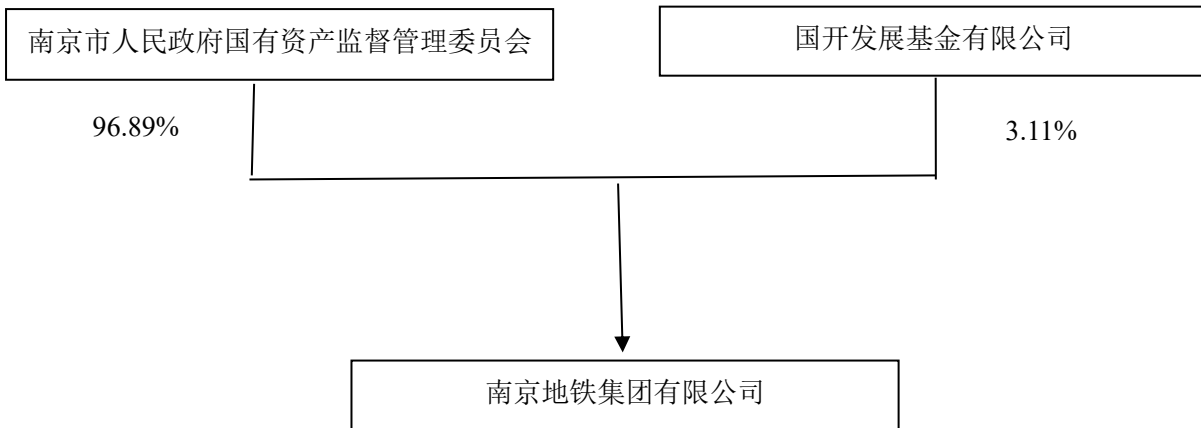 南京市人民政府国有资产监督管理委员会
国开发展基金有限公司
96.89%
3.11%
南京地铁集团有限公司